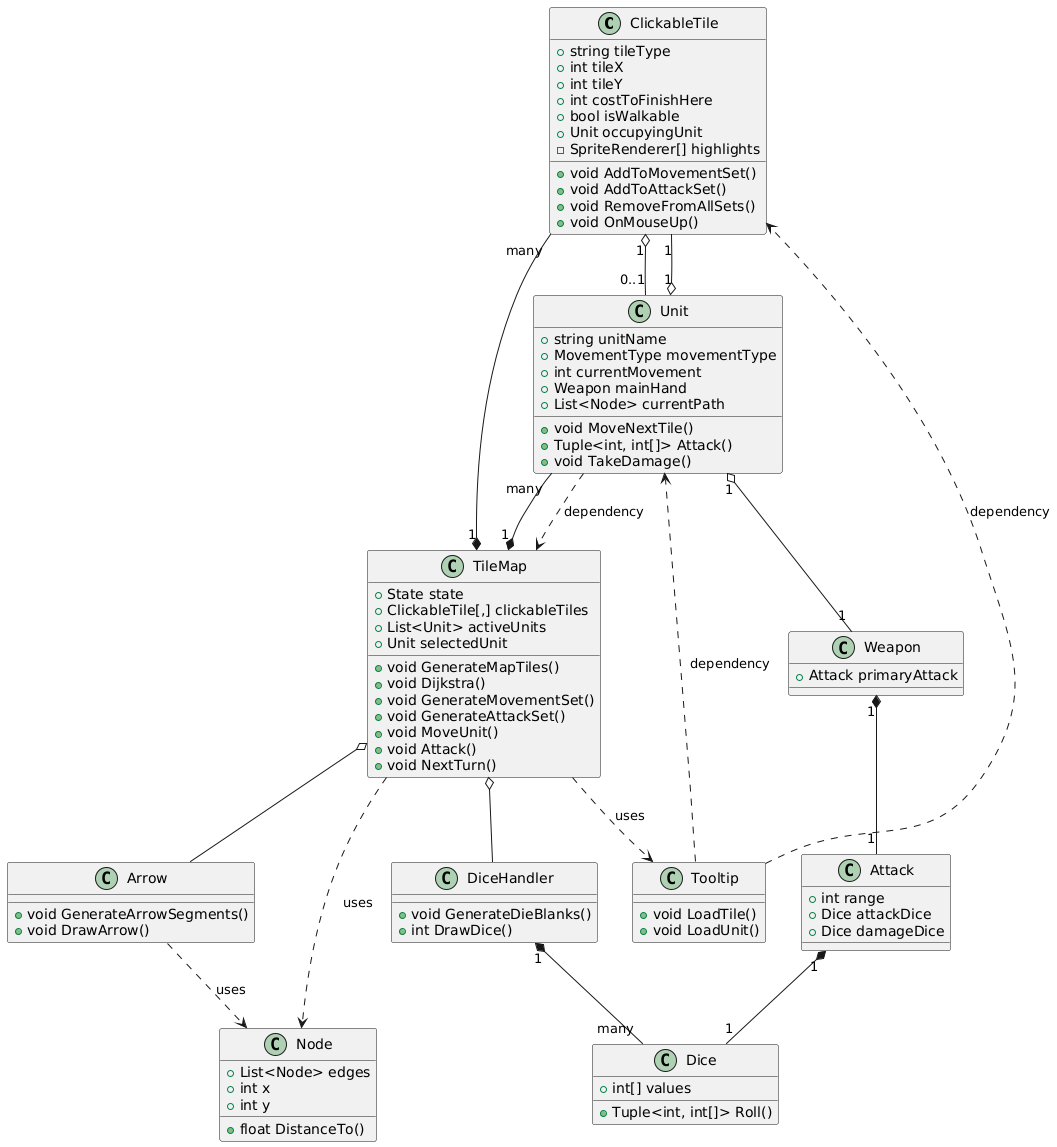 C ClickableTile
string tileType
int tileX
int tileY
int costToFinishHere
bool isWalkable
Unit occupyingUnit
SpriteRenderer[] highlights
void AddToMovementSet()
void AddToAttackSet()
void RemoveFromAllSets()
void OnMouseUp()
many
1
1
0..1
1
C Unit
string unitName
MovementType movementType
int currentMovement
Weapon mainHand
List<Node> currentPath
void MoveNextTile()
Tuple<int, int[]> Attack()
void TakeDamage()
many
1
dependency
dependency
1
1
C TileMap
State state
ClickableTile[,] clickableTiles
List<Unit> activeUnits
Unit selectedUnit
void GenerateMapTiles()
void Dijkstra()
void GenerateMovementSet()
void GenerateAttackSet()
void MoveUnit()
void Attack()
void NextTurn()
1
C Weapon
Attack primaryAttack
dependency
1
uses
1
C Arrow
void GenerateArrowSegments()
void DrawArrow()
uses
C DiceHandler
void GenerateDieBlanks()
int DrawDice()
C Tooltip
void LoadTile()
void LoadUnit()
C Attack
int range
Dice attackDice
Dice damageDice
1
1
uses
many
1
C Node
List<Node> edges
int x
int y
float DistanceTo()
C Dice
int[] values
Tuple<int, int[]> Roll()